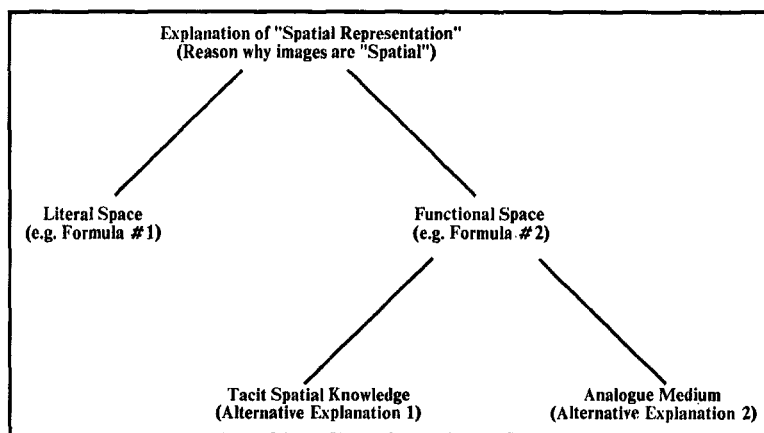 Explanation of "Spatial Representation"
(Reason why images are "Spatial")
Literal Space
(e.g. Formula #1)
Functional Space
(e.g. Formula #2)
Tacit Spatial Knowledge
(Alternative Explanation 1)
Analogue Medium
(Alternative Explanation 2)